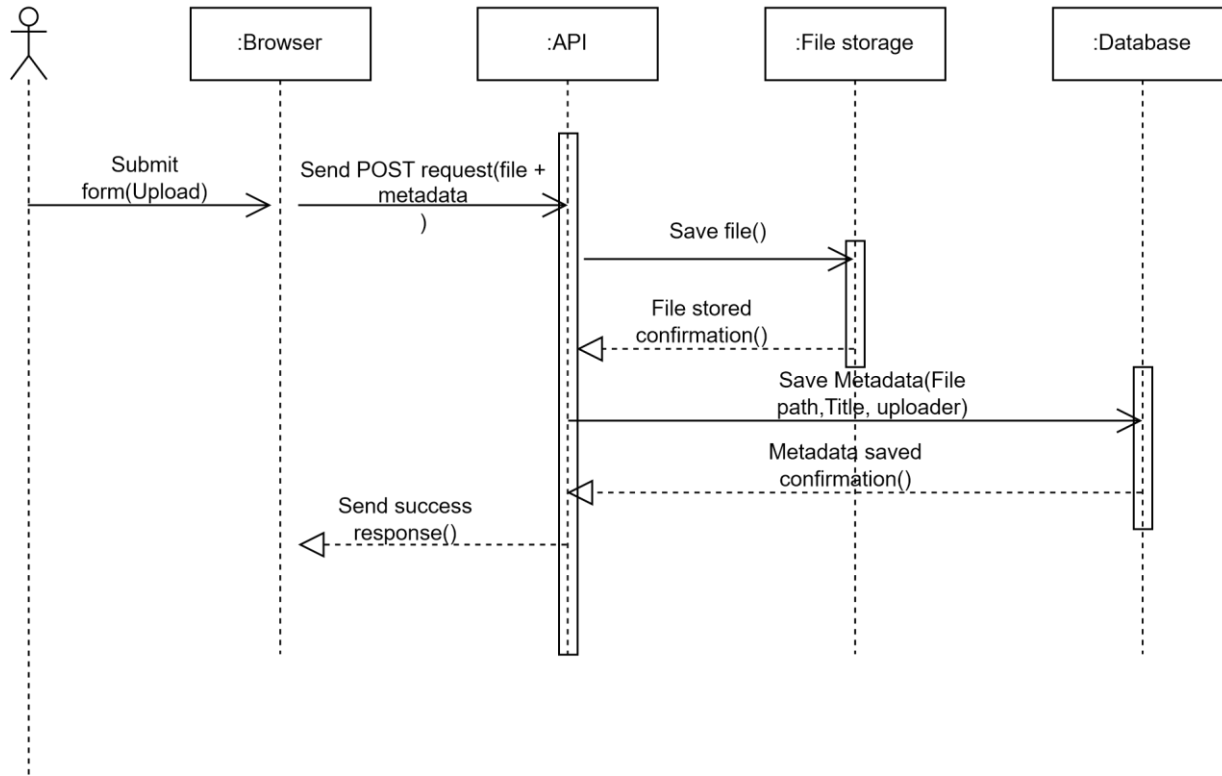 :Browser
:API
:File storage
:Database
Submit
form(Upload)
Send POST request(file +
metadata
)
Save file()
File stored
confirmation()
Save Metadata(File
path,Title, uploader)
Metadata saved
confirmation()
Send success
response()